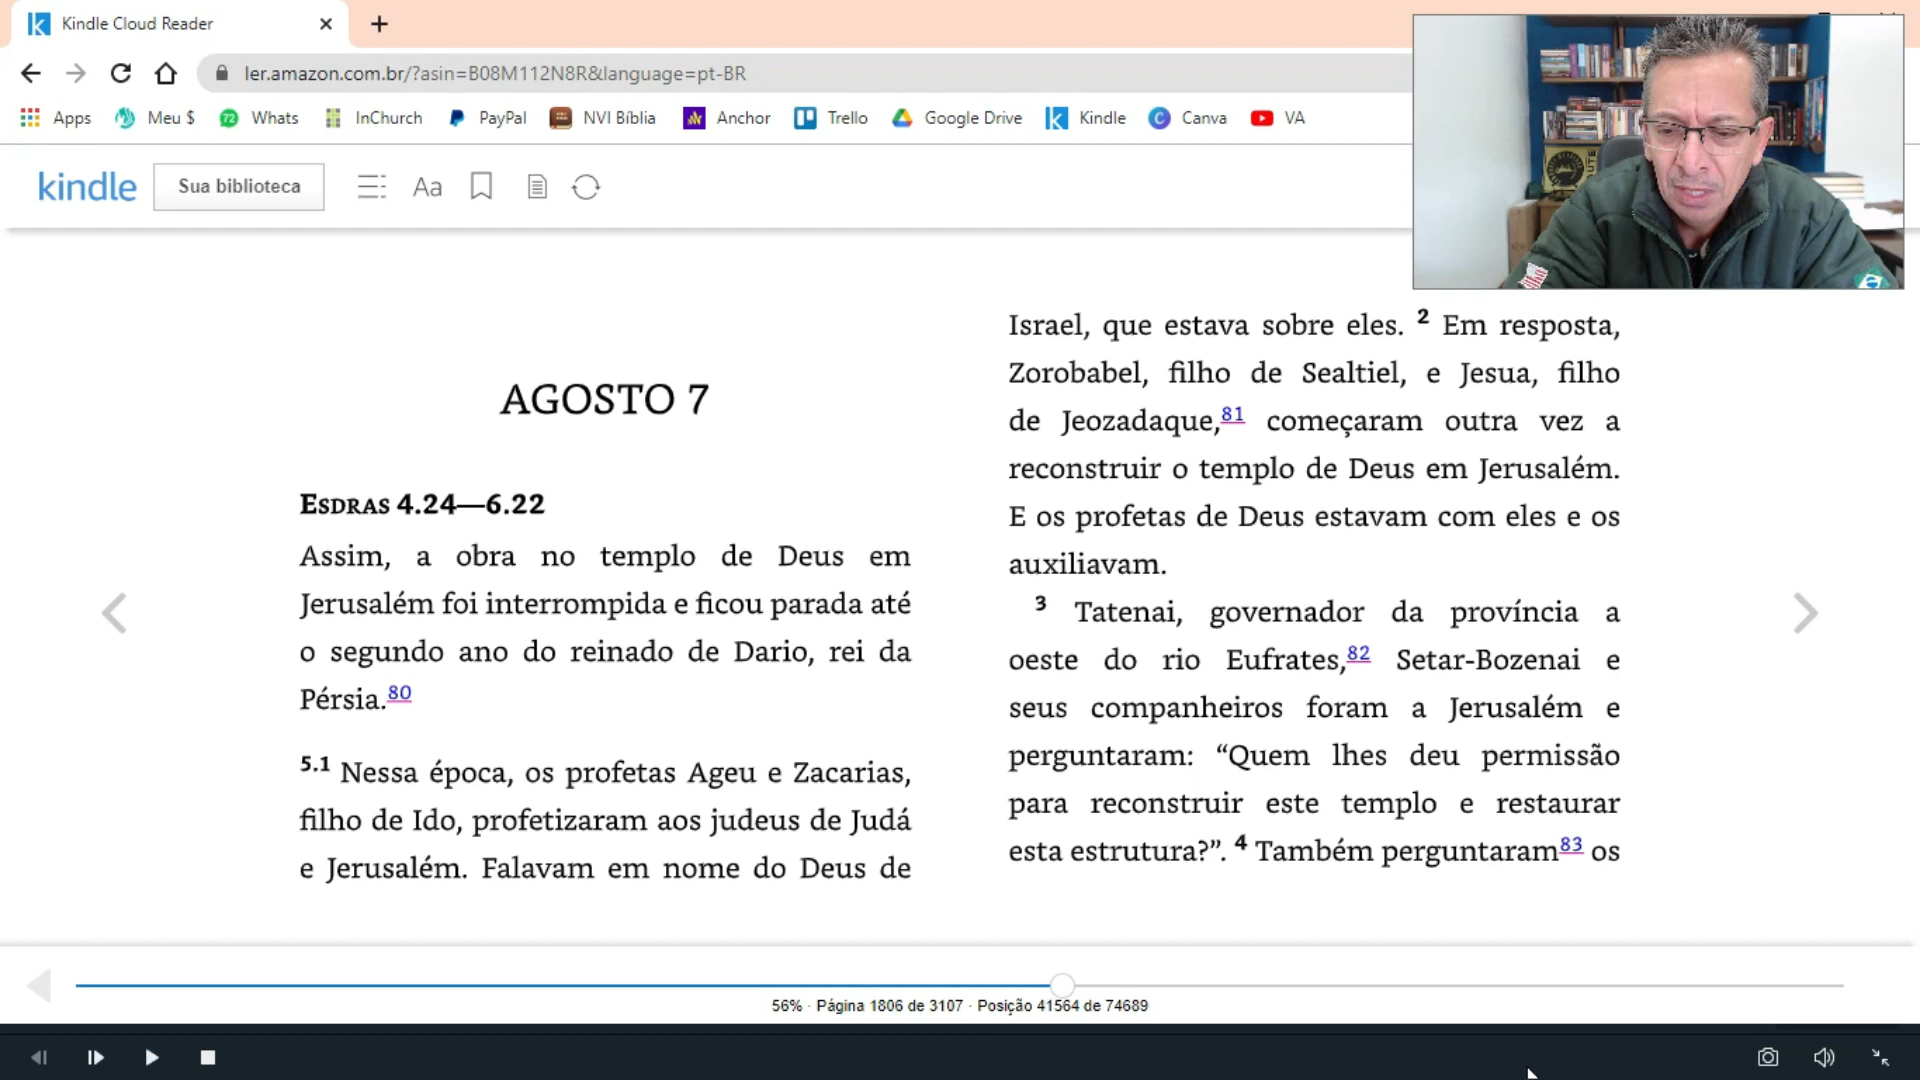 Kindle Cloud Reader
ler.amazon.com.br/?asin=B08M112N8R&language=pt-BR
Apps Meu $ 72 Whats InChurch PayPal NVI Bíblia Anchor Trello Google Drive Kindle Canva VA
kindle Sua biblioteca Aa
AGOSTO 7
ESDRAS 4.24—6.22
Assim, a obra no templo de Deus em
Jerusalém foi interrompida e ficou parada até
o segundo ano do reinado de Dario, rei da
Pérsia.80
5.1 Nessa época, os profetas Ageu e Zacarias,
filho de Ido, profetizaram aos judeus de Judá
e Jerusalém. Falavam em nome do Deus de
Israel, que estava sobre eles. 2 Em resposta,
Zorobabel, filho de Sealtiel, e Jesua, filho
de Jeozadaque,81 começaram outra vez a
reconstruir o templo de Deus em Jerusalém.
E os profetas de Deus estavam com eles e os
auxiliavam.
3 Tatenai, governador da província a
oeste do rio Eufrates,82 Setar-Bozenai e
seus companheiros foram a Jerusalém e
perguntaram: “Quem lhes deu permissão
para reconstruir este templo e restaurar
esta estrutura?”. 4 Também perguntaram83 os
56% · Página 1806 de 3107 · Posição 41564 de 74689